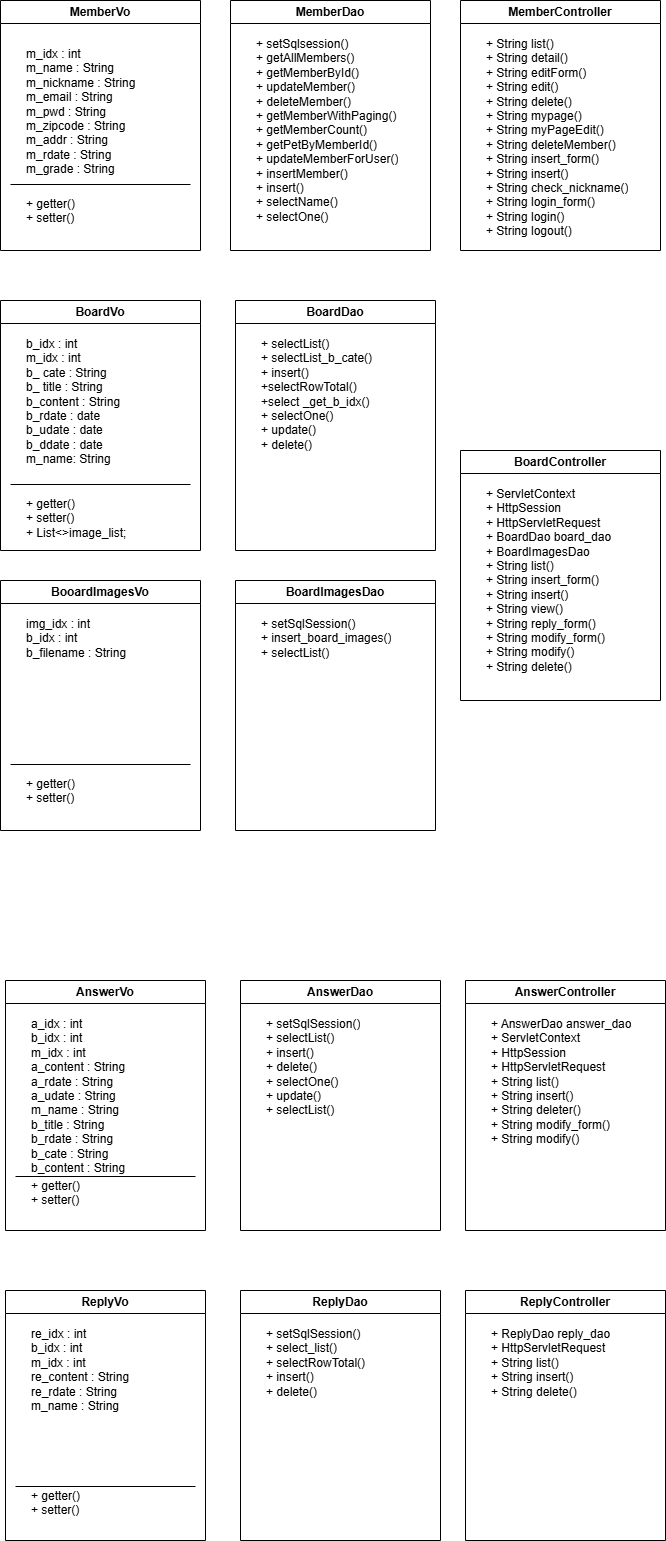 MemberVo
m_idx : int
m_name : String
m_nickname : String
m_email : String
m_pwd : String
m_zipcode : String
m_addr : String
m_rdate : String
m_grade : String
+ getter()
+ setter()
MemberDao
+ setSqlsession()
+ getAllMembers()
+ getMemberById()
+ updateMember()
+ deleteMember()
+ getMemberWithPaging()
+ getMemberCount()
+ getPetByMemberId()
+ updateMemberForUser()
+ insertMember()
+ insert()
+ selectName()
+ selectOne()
MemberController
+ String list()
+ String detail()
+ String editForm()
+ String edit()
+ String delete()
+ String mypage()
+ String myPageEdit()
+ String deleteMember()
+ String insert_form()
+ String insert()
+ String check_nickname()
+ String login_form()
+ String login()
+ String logout()
BoardVo
b_idx : int
m_idx : int
b_ cate : String
b_ title : String
b_content : String
b_rdate : date
b_udate : date
b_ddate : date
m_name: String
+ getter()
+ setter()
+ List<>image_list;
BoardDao
+ selectList()
+ selectList_b_cate()
+ insert()
+selectRowTotal()
+select _get_b_idx()
+ selectOne()
+ update()
+ delete()
BoardController
+ ServletContext
+ HttpSession
+ HttpServletRequest
+ BoardDao board_dao
+ BoardImagesDao
+ String list()
+ String insert_form()
+ String insert()
+ String view()
+ String reply_form()
+ String modify_form()
+ String modify()
+ String delete()
BooardImagesVo
img_idx : int
b_idx : int
b_filename : String
+ getter()
+ setter()
BoardImagesDao
+ setSqlSession()
+ insert_board_images()
+ selectList()
AnswerVo
a_idx : int
b_idx : int
m_idx : int
a_content : String
a_rdate : String
a_udate : String
m_name : String
b_title : String
b_rdate : String
b_cate : String
b_content : String
+ getter()
+ setter()
AnswerDao
+ setSqlSession()
+ selectList()
+ insert()
+ delete()
+ selectOne()
+ update()
+ selectList()
AnswerController
+ AnswerDao answer_dao
+ ServletContext
+ HttpSession
+ HttpServletRequest
+ String list()
+ String insert()
+ String deleter()
+ String modify_form()
+ String modify()
ReplyVo
re_idx : int
b_idx : int
m_idx : int
re_content : String
re_rdate : String
m_name : String
+ getter()
+ setter()
ReplyDao
+ setSqlSession()
+ select_list()
+ selectRowTotal()
+ insert()
+ delete()
ReplyController
+ ReplyDao reply_dao
+ HttpServletRequest
+ String list()
+ String insert()
+ String delete()